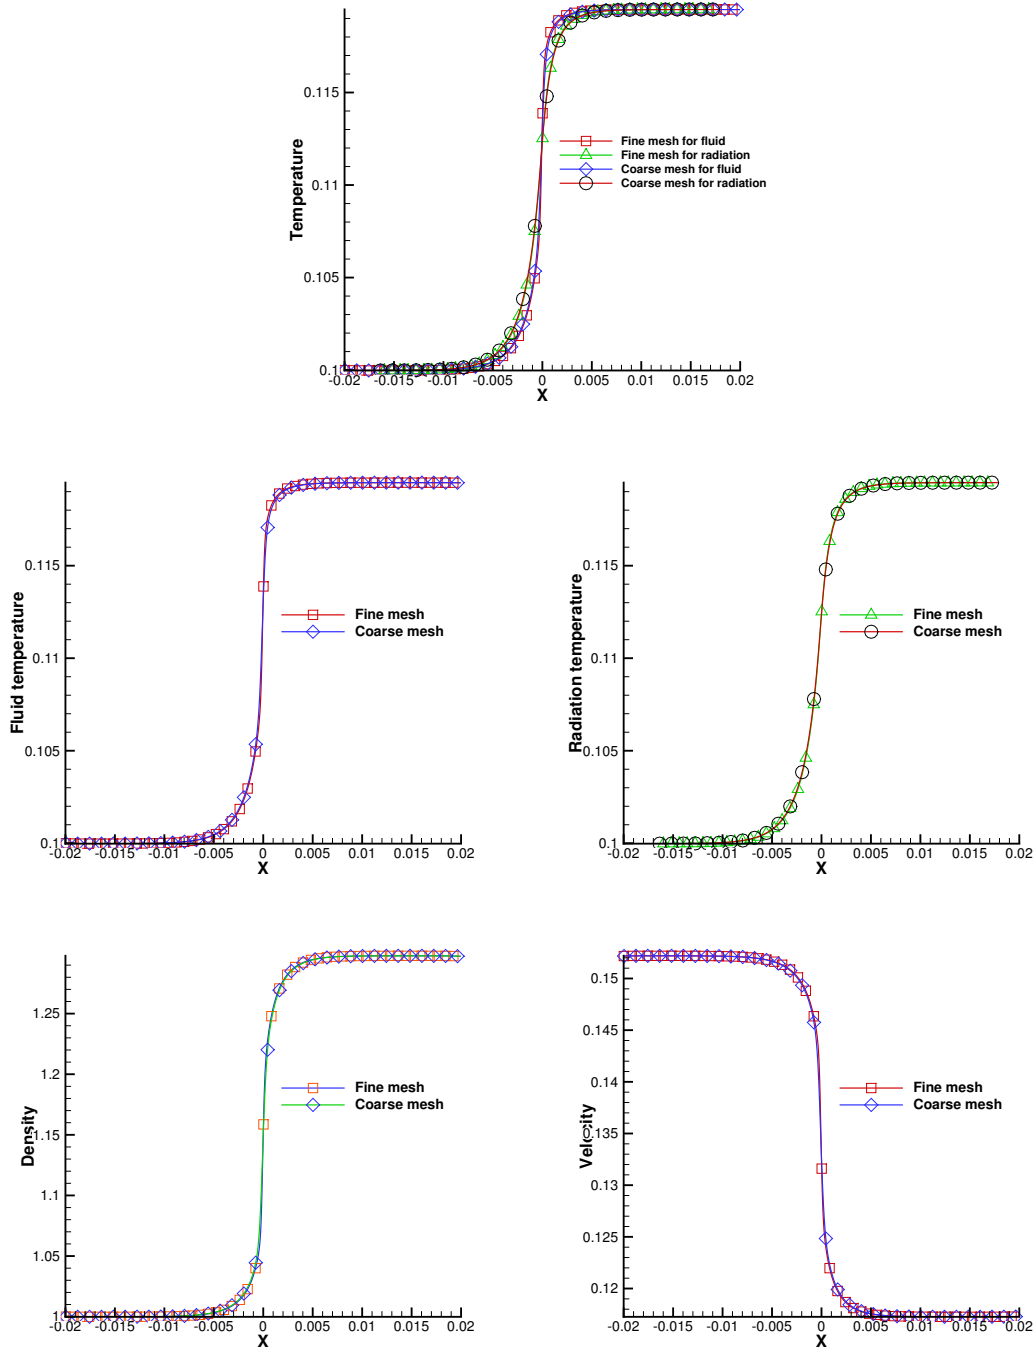 0.115
0.11
0.105
0.1
Temperature
Fine mesh for fluid
Fine mesh for radiation
Coarse mesh for fluid
Coarse mesh for radiation
-0.02 -0.015 -0.01 -0.005 0 0.005 0.01 0.015 0.02
X
0.115
0.11
0.105
0.1
Fluid temperature
Fine mesh
Coarse mesh
-0.02 -0.015 -0.01 -0.005 0 0.005 0.01 0.015 0.02
X
0.115
0.11
0.105
0.1
Radiation temperature
Fine mesh
Coarse mesh
-0.02 -0.015 -0.01 -0.005 0 0.005 0.01 0.015 0.02
X
1.25
1.2
1.15
1.1
1.05
1
Density
Fine mesh
Coarse mesh
-0.02 -0.015 -0.01 -0.005 0 0.005 0.01 0.015 0.02
X
0.15
0.145
0.14
0.135
0.13
0.125
0.12
Velocity
Fine mesh
Coarse mesh
-0.02 -0.015 -0.01 -0.005 0 0.005 0.01 0.015 0.02
X